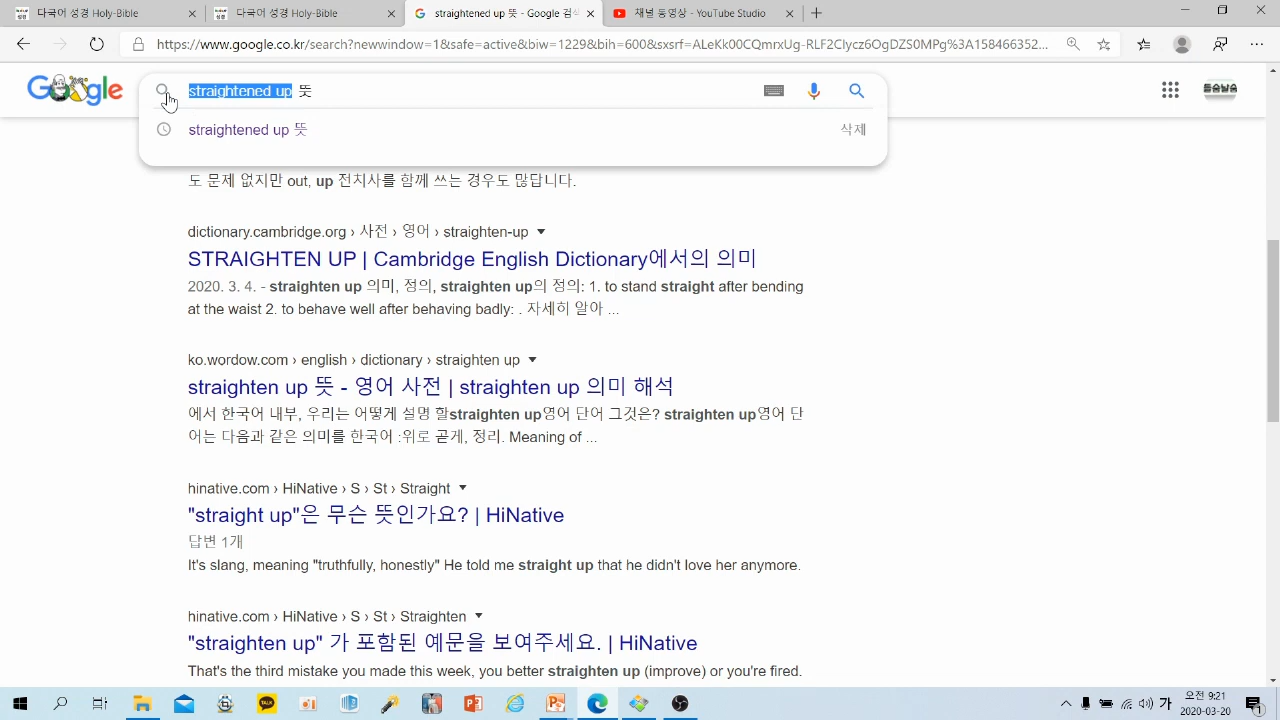 다국어 성경 Holy-Bible
다국어 성경 Holy-Bible
straightened up 뜻 - Google 검색
채널 동영상 - YouTube Studio
https://www.google.co.kr/search?newwindow=1&safe=active&biw=1229&bih=600&sxsrf=ALeKk00CQmrxUg-RLF2CIycz6OgDZS0MPg%3A158466352...
Google
straightened up 뜻
돌숨날숨
straightened up 뜻
삭제
도 문제 없지만 out, up 전치사를 함께 쓰는 경우도 많답니다.
dictionary.cambridge.org › 사전 › 영어 › straighten-up
STRAIGHTEN UP | Cambridge English Dictionary에서의 의미
2020. 3. 4. - straighten up 의미, 정의, straighten up의 정의: 1. to stand straight after bending
at the waist 2. to behave well after behaving badly: . 자세히 알아 ...
ko.wordow.com › english › dictionary › straighten up
straighten up 뜻 - 영어 사전 | straighten up 의미 해석
에서 한국어 내부, 우리는 어떻게 설명 할straighten up영어 단어 그것은? straighten up영어 단
어는 다음과 같은 의미를 한국어 :위로 곧게, 정리. Meaning of ...
hinative.com › HiNative › S › St › Straight
"straight up"은 무슨 뜻인가요? | HiNative
답변 1개
It's slang, meaning "truthfully, honestly" He told me straight up that he didn't love her anymore.
hinative.com › HiNative › S › St › Straighten
"straighten up" 가 포함된 예문을 보여주세요. | HiNative
That's the third mistake you made this week, you better straighten up (improve) or you're fired.
TALK
가
오전 9:21
2020-03-20
1